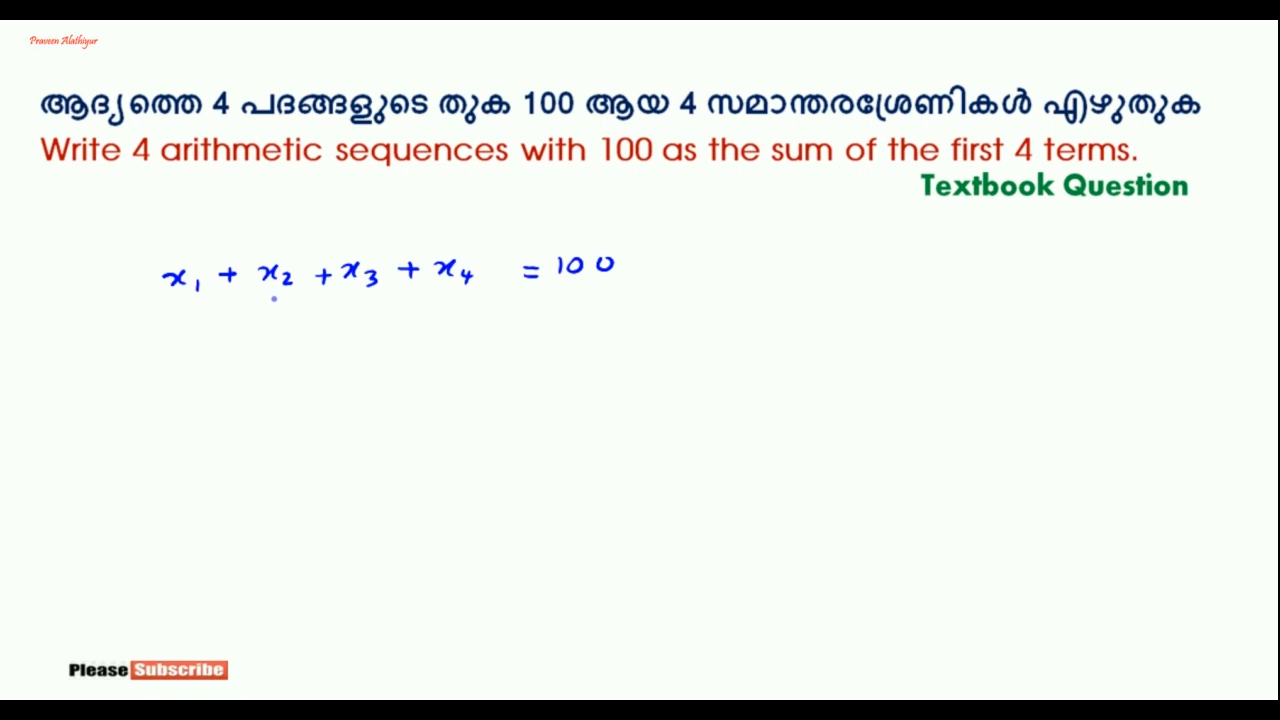 Praveen Alathiyur
ആദ്യത്തെ 4 പദങ്ങളുടെ തുക 100 ആയ 4 സമാന്തരശ്രേണികൾ എഴുതുക
Write 4 arithmetic sequences with 100 as the sum of the first 4 terms.
Textbook Question
x₁ + x₂ + x₃ + x₄ = 100
Please Subscribe